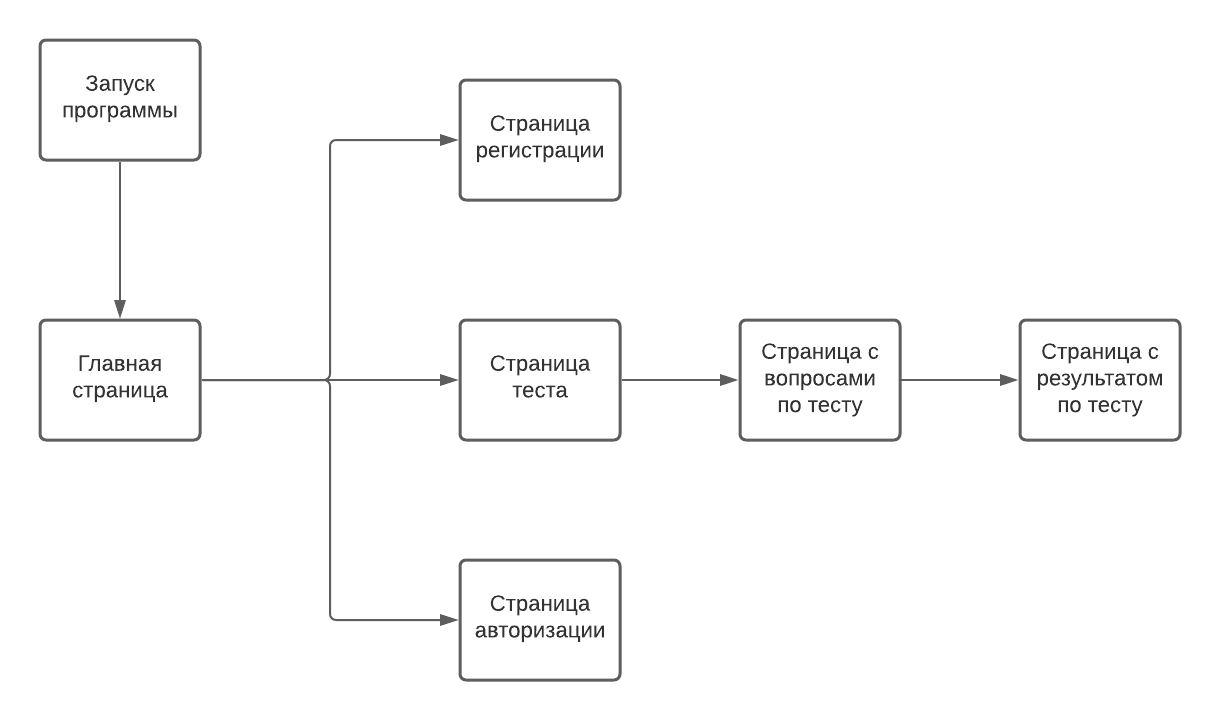 Запуск
программы
Страница
регистрации
Главная
страница
Страница
теста
Страница с
вопросами
по тесту
Страница с
результатом
по тесту
Страница
авторизации